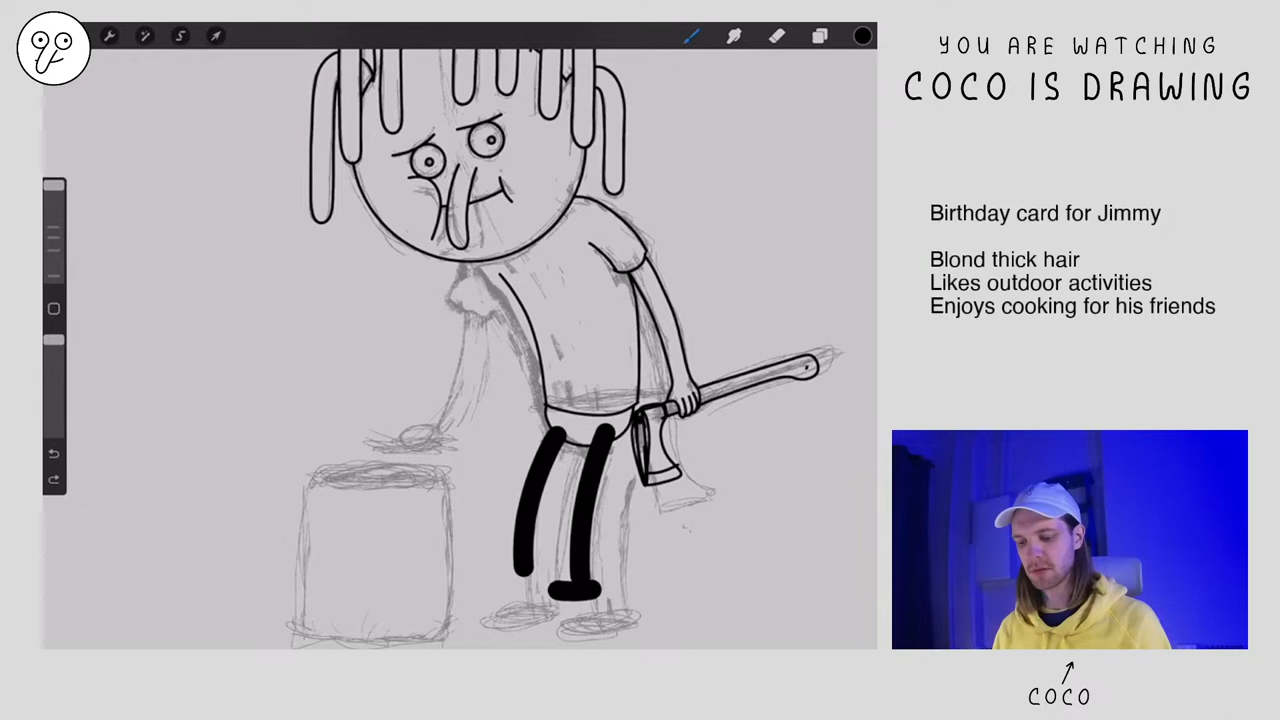 YOU ARE WATCHING
COCO IS DRAWING
Birthday card for Jimmy
Blond thick hair
Likes outdoor activities
Enjoys cooking for his friends
COCO